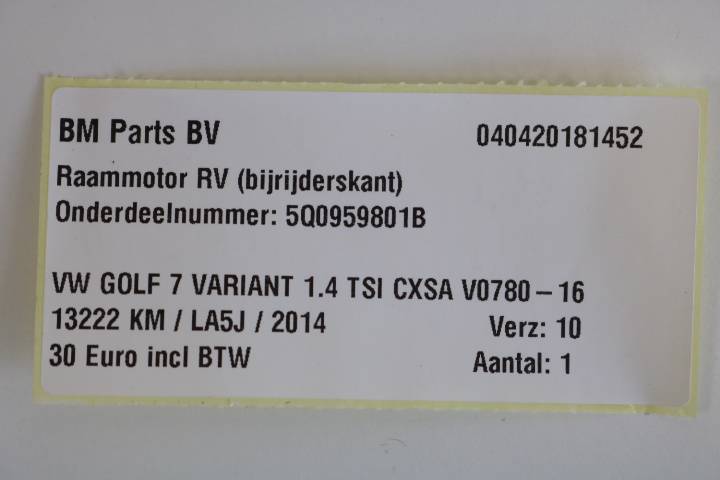 BM Parts BV 040420181452
Raammotor RV (bijrijderskant)
Onderdeelnummer: 5Q0959801B
VW GOLF 7 VARIANT 1.4 TSI CXSA V0780-16
13222 KM / LA5J / 2014 Verz: 10
30 Euro incl BTW Aantal: 1